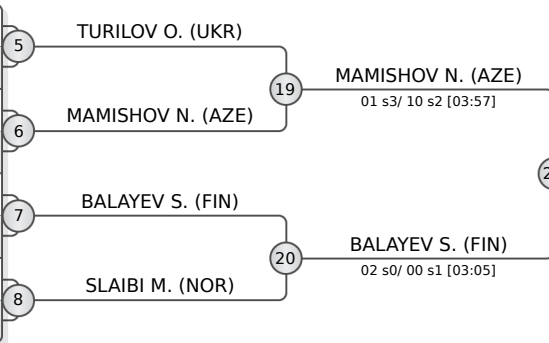 TURILOV O. (UKR)
5
MAMISHOV N. (AZE)
19
01 s3/ 10 s2 [03:57]
MAMISHOV N. (AZE)
6
BALAYEV S. (FIN)
7
BALAYEV S. (FIN)
20
02 s0/ 00 s1 [03:05]
SLAIBI M. (NOR)
8